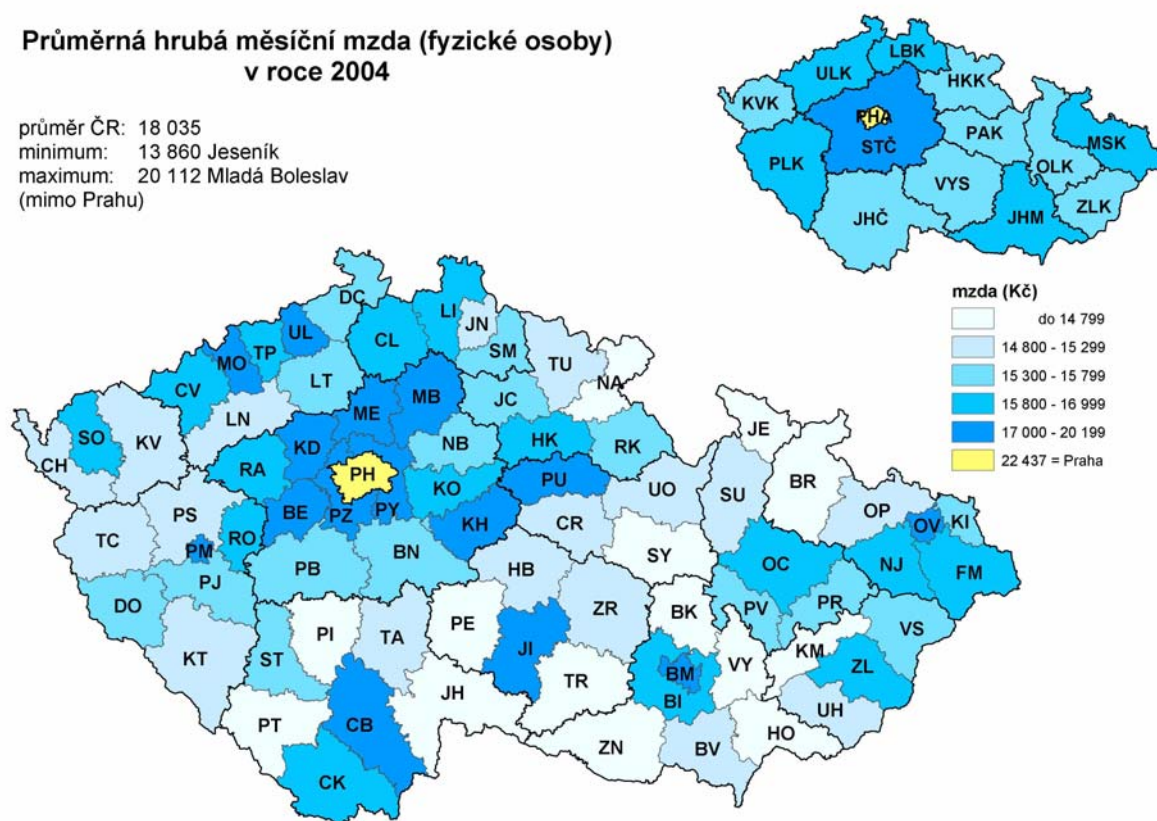 Průměrná hrubá měsíční mzda (fyzické osoby)
v roce 2004
průměr ČR: 18 035
minimum: 13 860 Jeseník
maximum: 20 112 Mladá Boleslav
(mimo Prahu)
LBK
ULK
HKK
KVK
PHA
PAK
STČ
MSK
PLK
OLK
VYS
JHČ
JHM
ZLK
mzda (Kč)
do 14 799
14 800 - 15 299
15 300 - 15 799
15 800 - 16 999
17 000 - 20 199
22 437 = Praha
DC
LI
UL
JN
TP
CL
SM
MO
TU
NA
CV
LT
MB
JC
ME
LN
SO
KV
KD
NB
HK
RK
JE
CH
RA
PH
KO
PU
UO
SU
BR
PS
BE
PZ
PY
KH
CR
OP
OV
KI
TC
PM
RO
SY
PB
BN
HB
OC
NJ
FM
PJ
DO
ZR
BK
PV
PR
PI
TA
PE
VS
KT
ST
JI
KM
TR
BM
VY
ZL
JH
BI
PT
CB
UH
HO
ZN
BV
CK